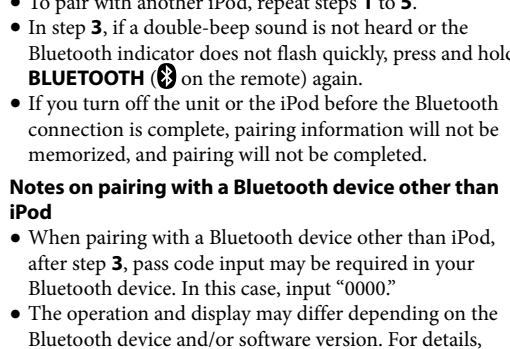 • To pair with another iPod, repeat steps 1 to 5.
• In step 3, if a double-beep sound is not heard or the
Bluetooth indicator does not flash quickly, press and hold
BLUETOOTH ( on the remote) again.
• If you turn off the unit or the iPod before the Bluetooth
connection is complete, pairing information will not be
memorized, and pairing will not be completed.
Notes on pairing with a Bluetooth device other than
iPod
• When pairing with a Bluetooth device other than iPod,
after step 3, pass code input may be required in your
Bluetooth device. In this case, input “0000.”
• The operation and display may differ depending on the
Bluetooth device and/or software version. For details,